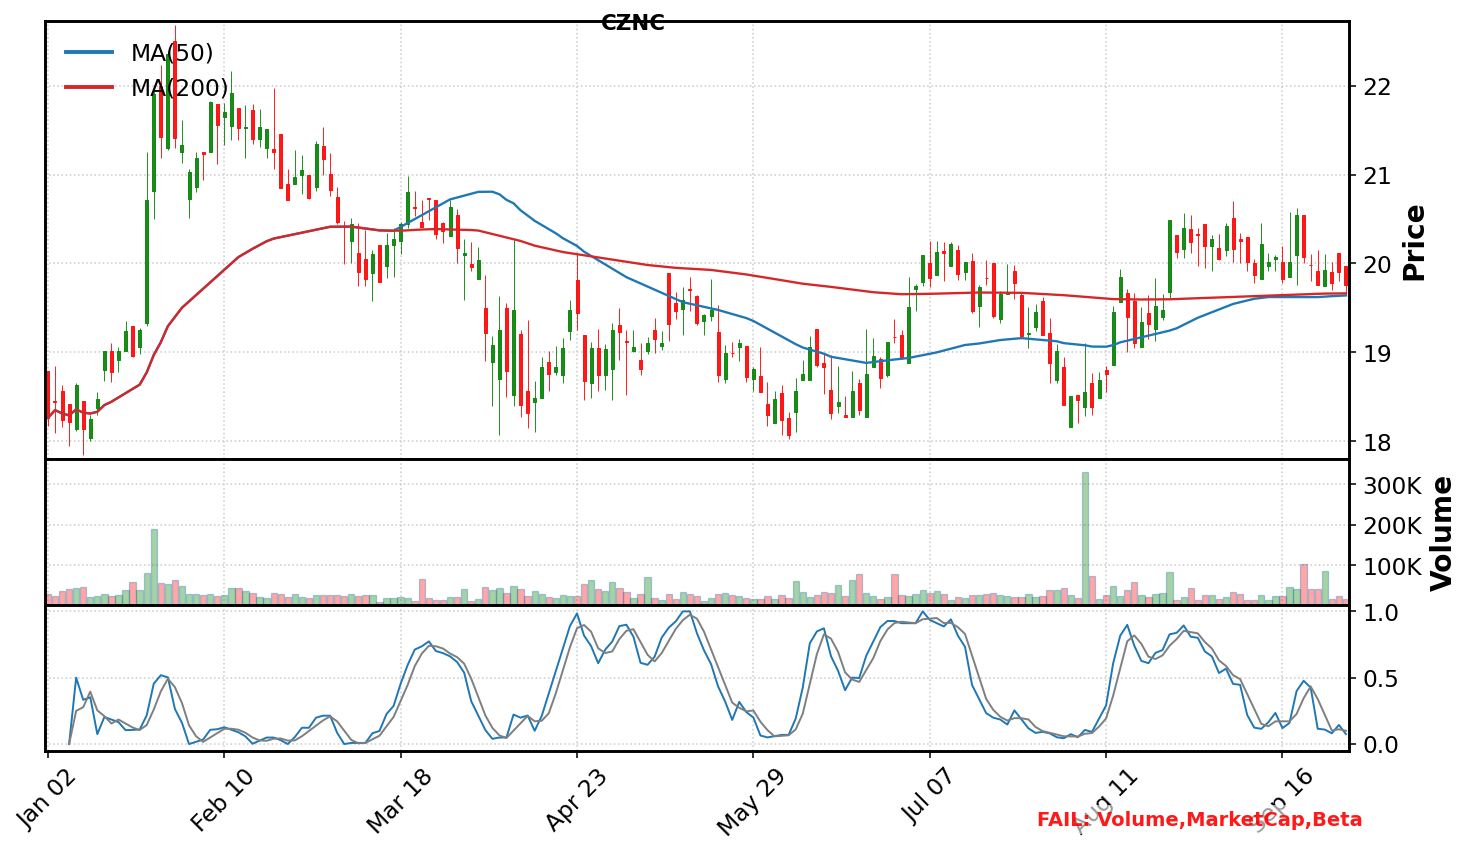 CZNC
MA(50)
MA(200)
22
21
20
19
18
Price
300K
200K
100K
Volume
1.0
0.5
0.0
Jan 02
Feb 10
Mar 18
Apr 23
May 29
Jul 07
Aug 11
Sep 16
FAIL: Volume,MarketCap,Beta